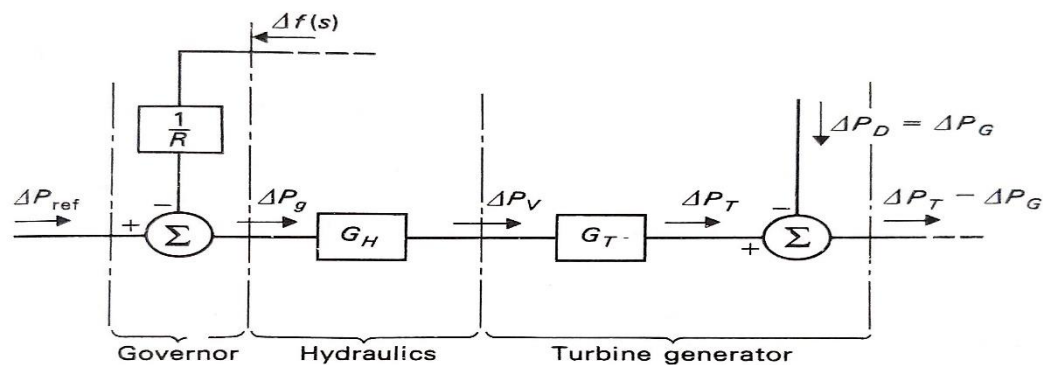 Δf(s)
1/R
ΔP_D = ΔP_G
ΔP_ref
−
ΔP_g
ΔP_V
ΔP_T
−
ΔP_T − ΔP_G
+
Σ
G_H
G_T
+
Σ
Governor
Hydraulics
Turbine generator